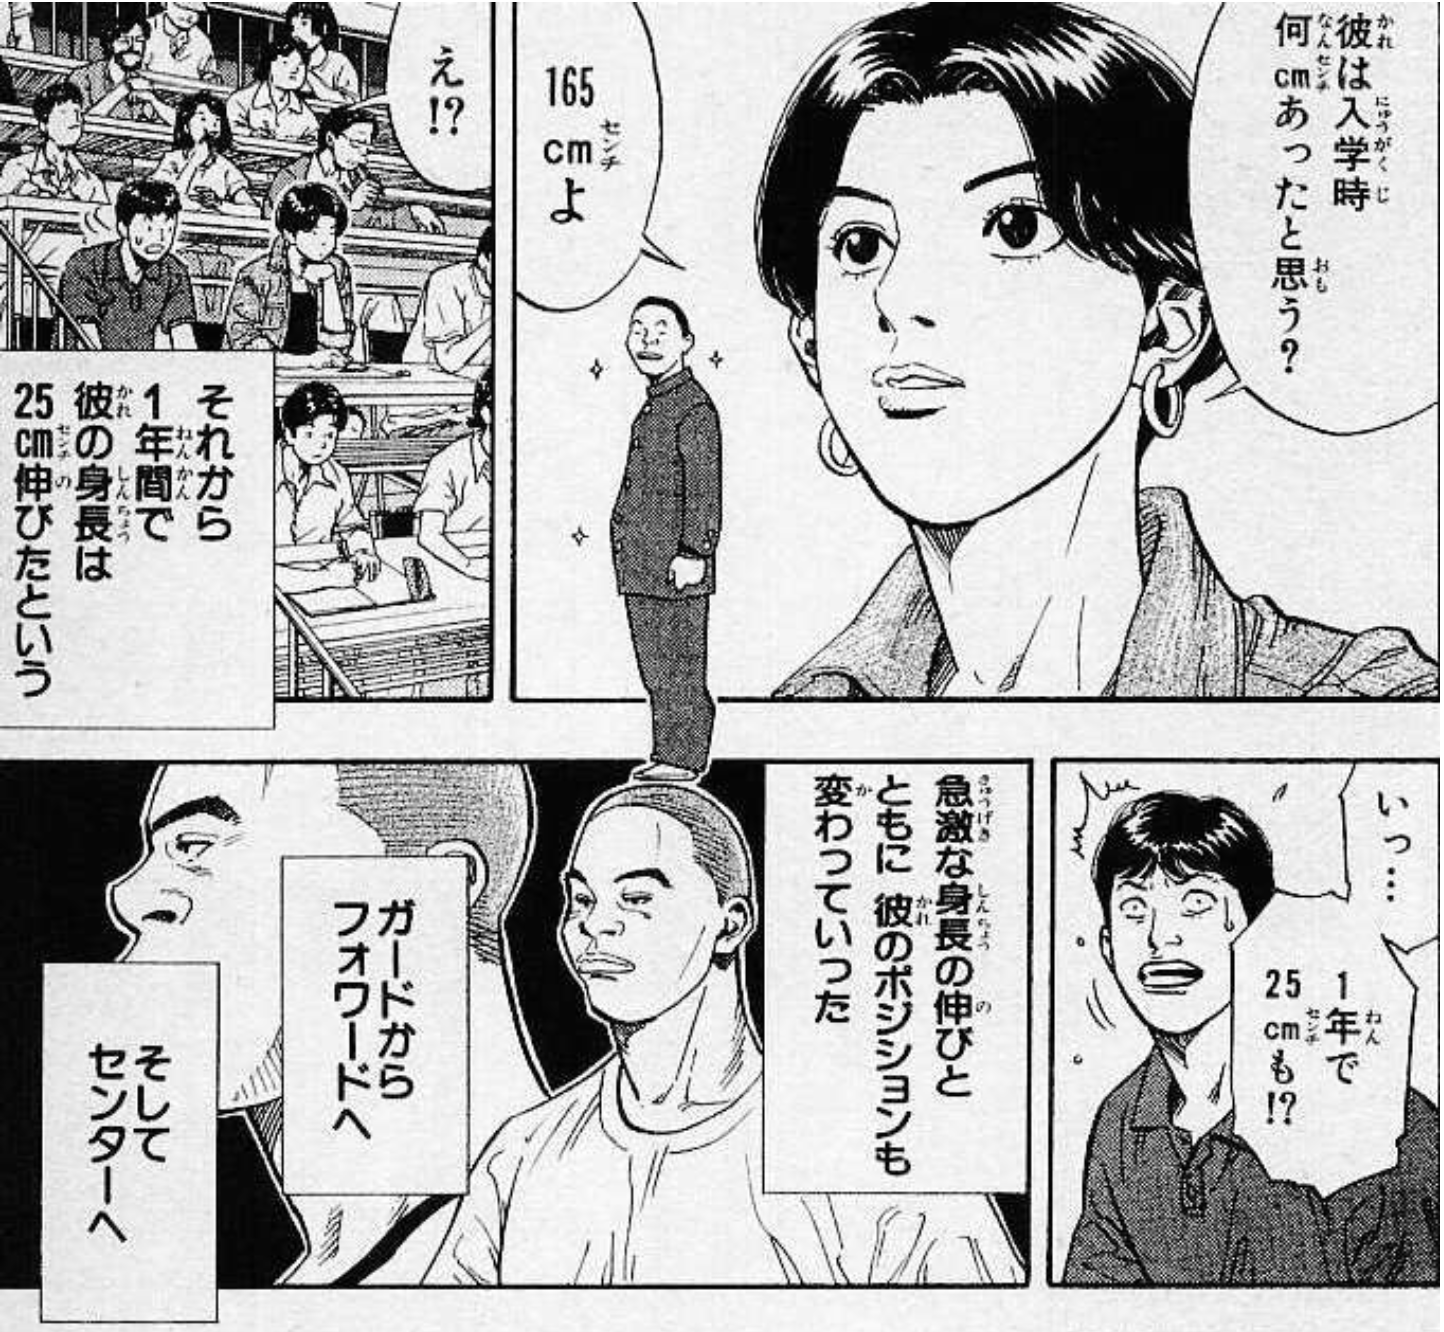 彼は入学時
何cmあったと思う?
165
cmよ
え
!?
それから
1年間で
彼の身長は
25cm伸びたという
いっ…
1年で
25cmも!?
急激な身長の伸びと
ともに 彼のポジションも
変わっていった
ガードから
フォワードへ
そして
センターへ